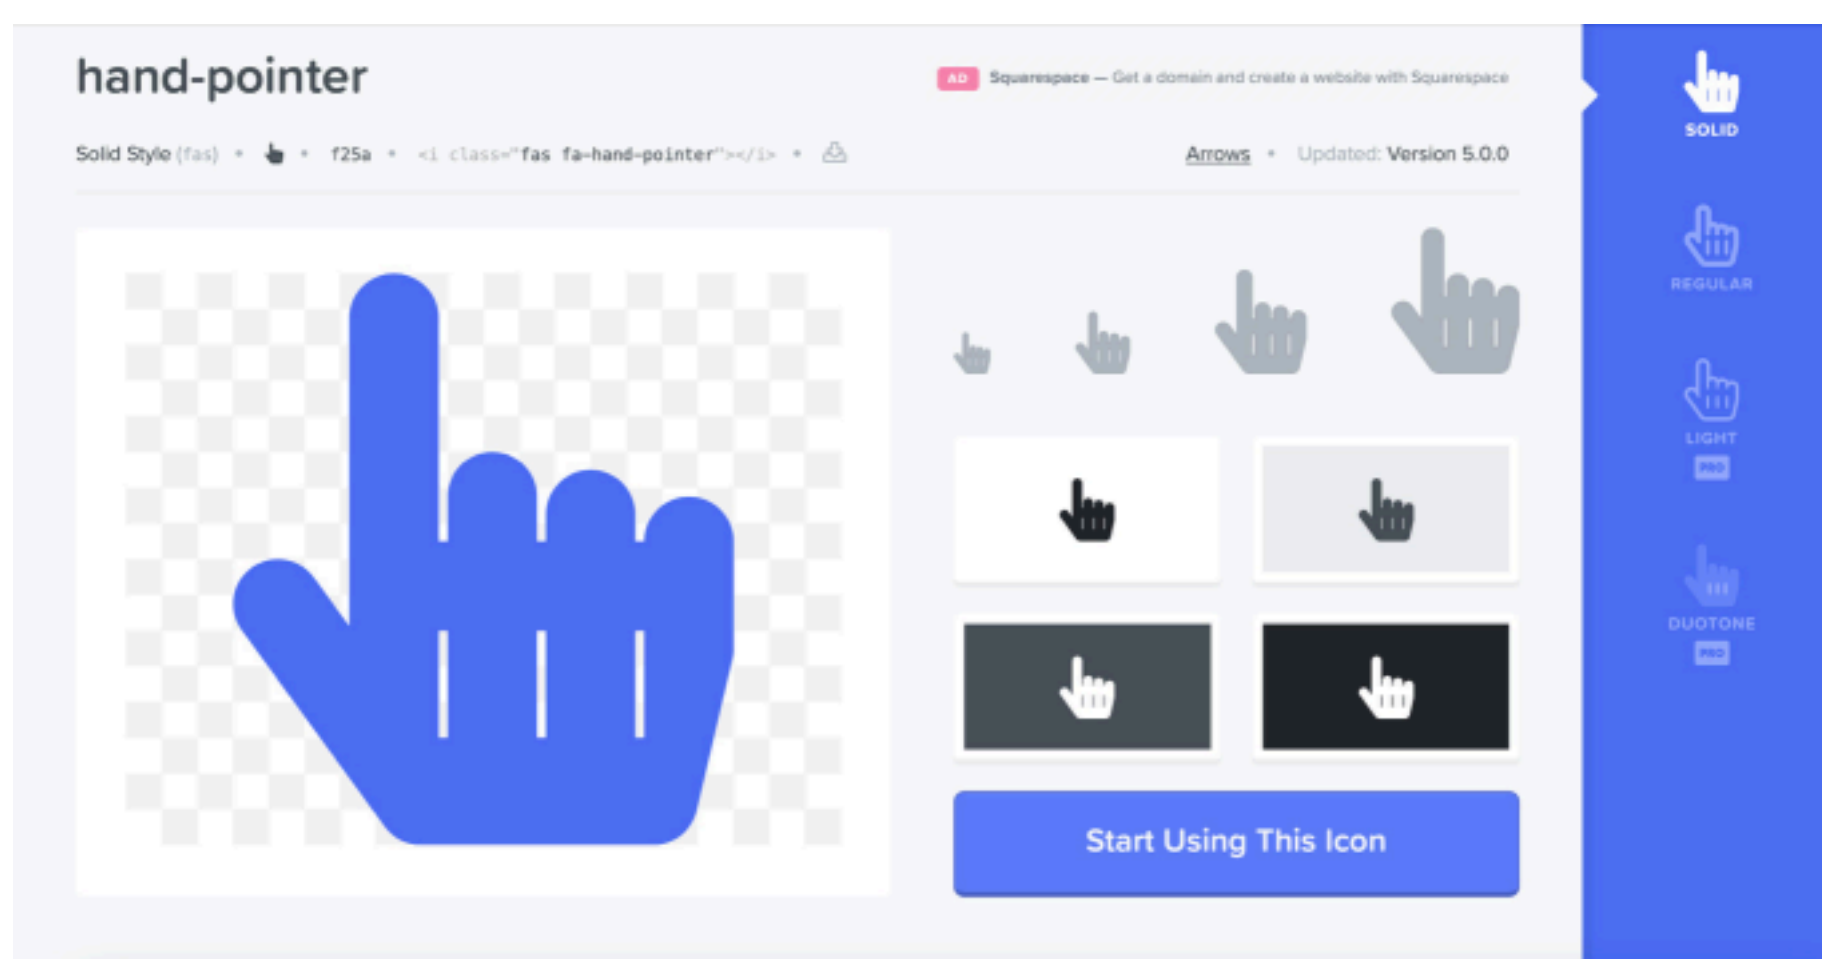 hand-pointer
AD Squarespace — Get a domain and create a website with Squarespace
Solid Style (fas) • • f25a • <i class="fas fa-hand-pointer"></i> •
Arrows • Updated: Version 5.0.0
Start Using This Icon
SOLID
REGULAR
LIGHT
PRO
DUOTONE
PRO